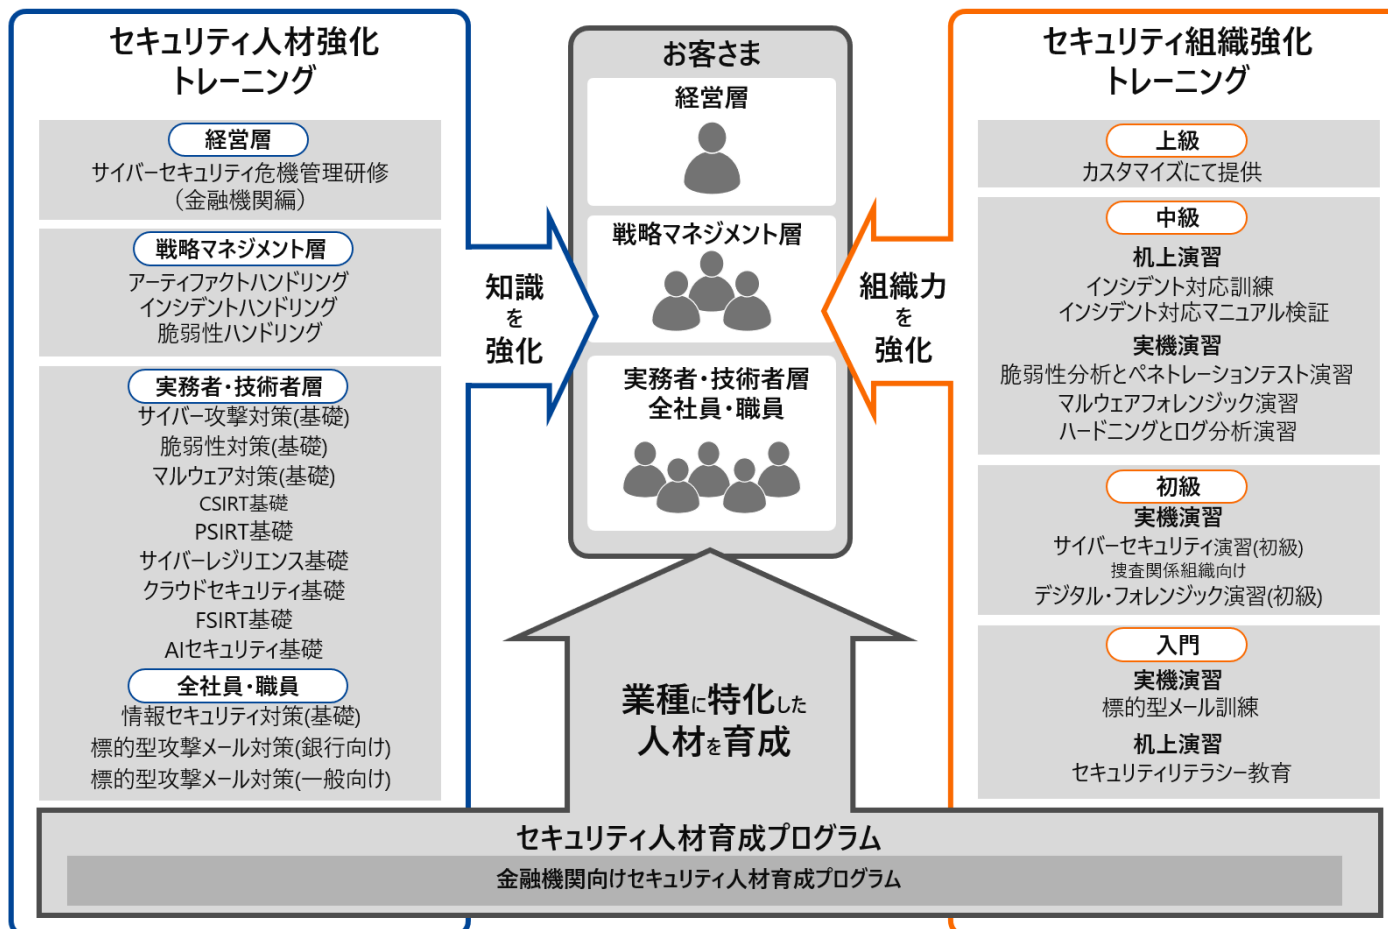 セキュリティ人材強化
トレーニング
経営層
サイバーセキュリティ危機管理研修
（金融機関編）
戦略マネジメント層
アーティファクトハンドリング
インシデントハンドリング
脆弱性ハンドリング
実務者・技術者層
サイバー攻撃対策(基礎)
脆弱性対策(基礎)
マルウェア対策(基礎)
CSIRT基礎
PSIRT基礎
サイバーレジリエンス基礎
クラウドセキュリティ基礎
FSIRT基礎
AIセキュリティ基礎
全社員・職員
情報セキュリティ対策(基礎)
標的型攻撃メール対策(銀行向け)
標的型攻撃メール対策(一般向け)
知識
を
強化
お客さま
経営層
戦略マネジメント層
実務者・技術者層
全社員・職員
組織力
を
強化
セキュリティ組織強化
トレーニング
上級
カスタマイズにて提供
中級
机上演習
インシデント対応訓練
インシデント対応マニュアル検証
実機演習
脆弱性分析とペネトレーションテスト演習
マルウェアフォレンジック演習
ハードニングとログ分析演習
初級
実機演習
サイバーセキュリティ演習(初級)
捜査関係組織向け
デジタル・フォレンジック演習(初級)
入門
実機演習
標的型メール訓練
机上演習
セキュリティリテラシー教育
業種に特化した
人材を育成
セキュリティ人材育成プログラム
金融機関向けセキュリティ人材育成プログラム